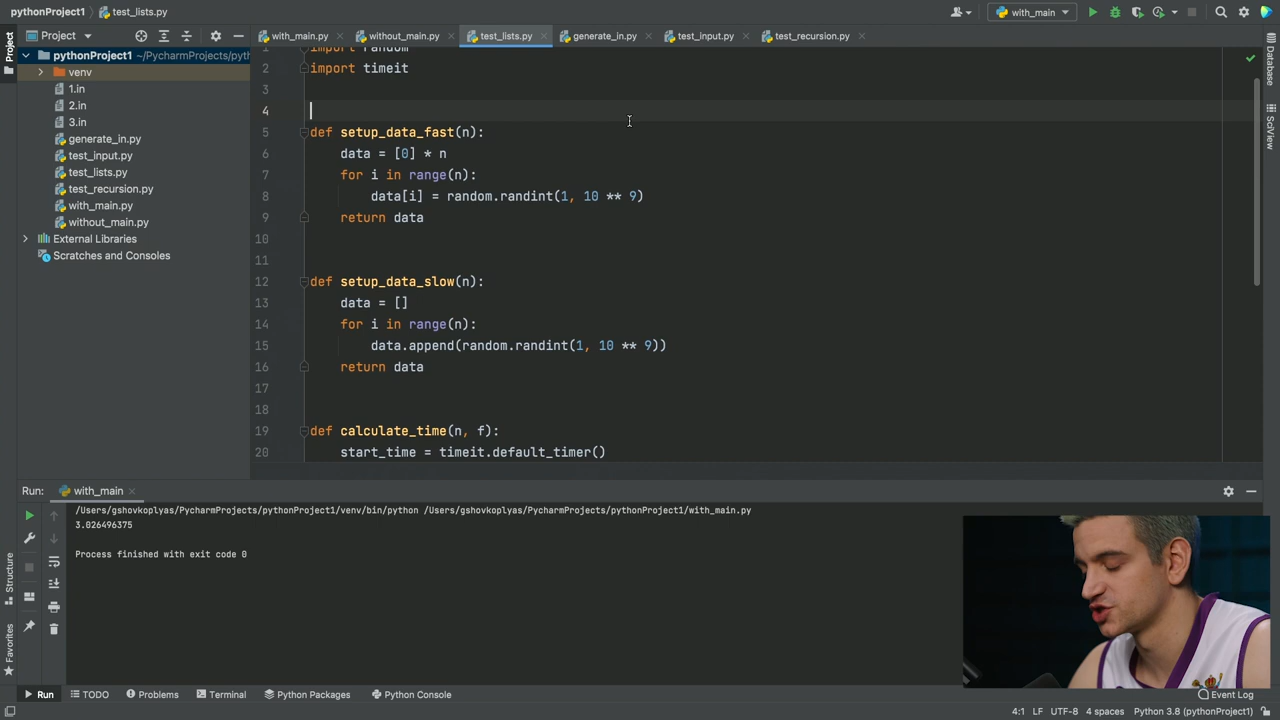 pythonProject1 〉 test_lists.py
with_main
Project
with_main.py
without_main.py
test_lists.py
generate_in.py
test_input.py
test_recursion.py
pythonProject1 ~/PycharmProjects/pyth
venv
1.in
2.in
3.in
generate_in.py
test_input.py
test_lists.py
test_recursion.py
with_main.py
without_main.py
External Libraries
Scratches and Consoles
Project
Structure
Favorites
Database
SciView
1 import random
2 import timeit
3
4
5 def setup_data_fast(n):
6 data = [0] * n
7 for i in range(n):
8 data[i] = random.randint(1, 10 ** 9)
9 return data
10
11
12 def setup_data_slow(n):
13 data = []
14 for i in range(n):
15 data.append(random.randint(1, 10 ** 9))
16 return data
17
18
19 def calculate_time(n, f):
20 start_time = timeit.default_timer()
Run: with_main
/Users/gshovkoplyas/PycharmProjects/pythonProject1/venv/bin/python /Users/gshovkoplyas/PycharmProjects/pythonProject1/with_main.py
3.026496375
Process finished with exit code 0
Run TODO Problems Terminal Python Packages Python Console Event Log
4:1 LF UTF-8 4 spaces Python 3.8 (pythonProject1)